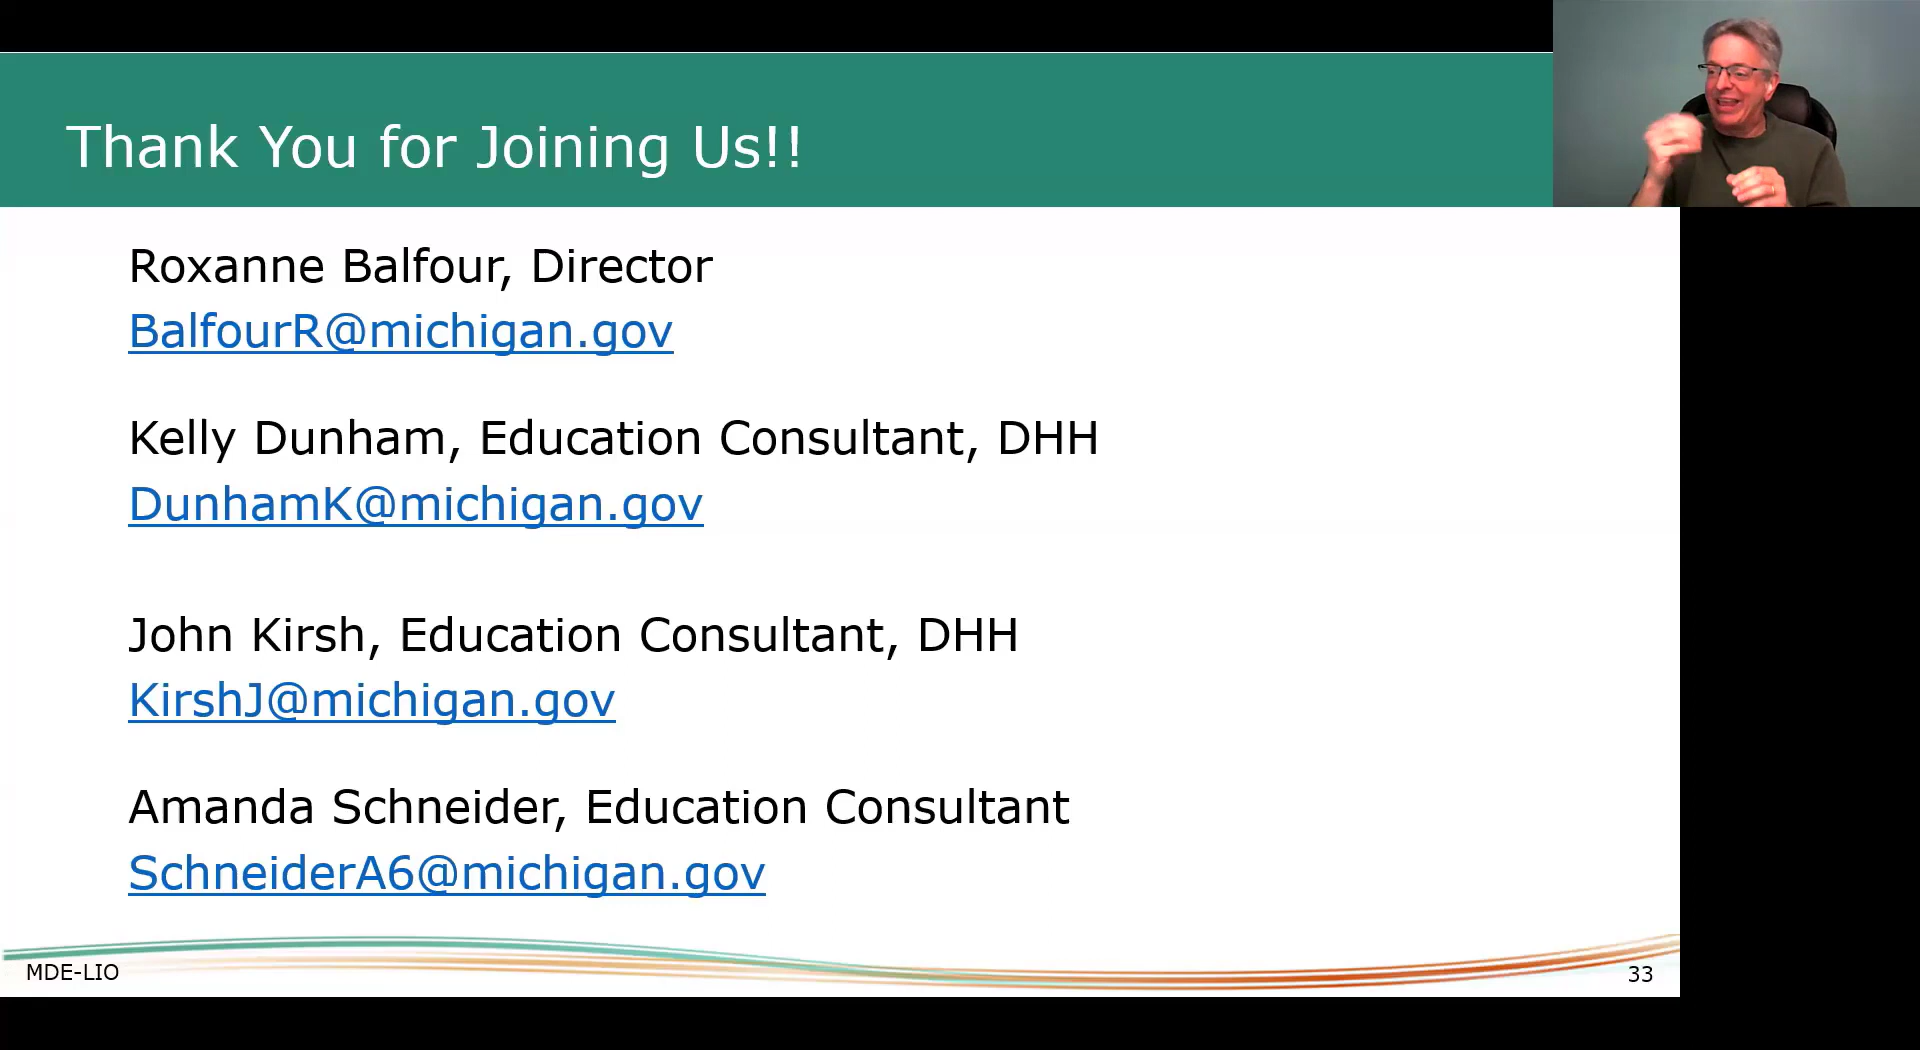 Thank You for Joining Us!!
Roxanne Balfour, Director
BalfourR@michigan.gov
Kelly Dunham, Education Consultant, DHH
DunhamK@michigan.gov
John Kirsh, Education Consultant, DHH
KirshJ@michigan.gov
Amanda Schneider, Education Consultant
SchneiderA6@michigan.gov
MDE-LIO
33